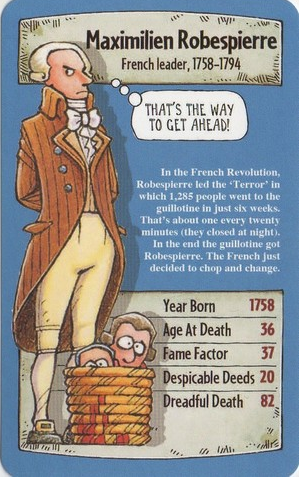 Maximilien Robespierre
French leader, 1758-1794
THAT'S THE WAY
TO GET AHEAD!
In the French Revolution,
Robespierre led the ‘Terror’ in
which 1,285 people went to the
guillotine in just six weeks.
That's about one every twenty
minutes (they closed at night).
In the end the guillotine got
Robespierre. The French just
decided to chop and change.
Year Born 1758
Age At Death 36
Fame Factor 37
Despicable Deeds 20
Dreadful Death 82